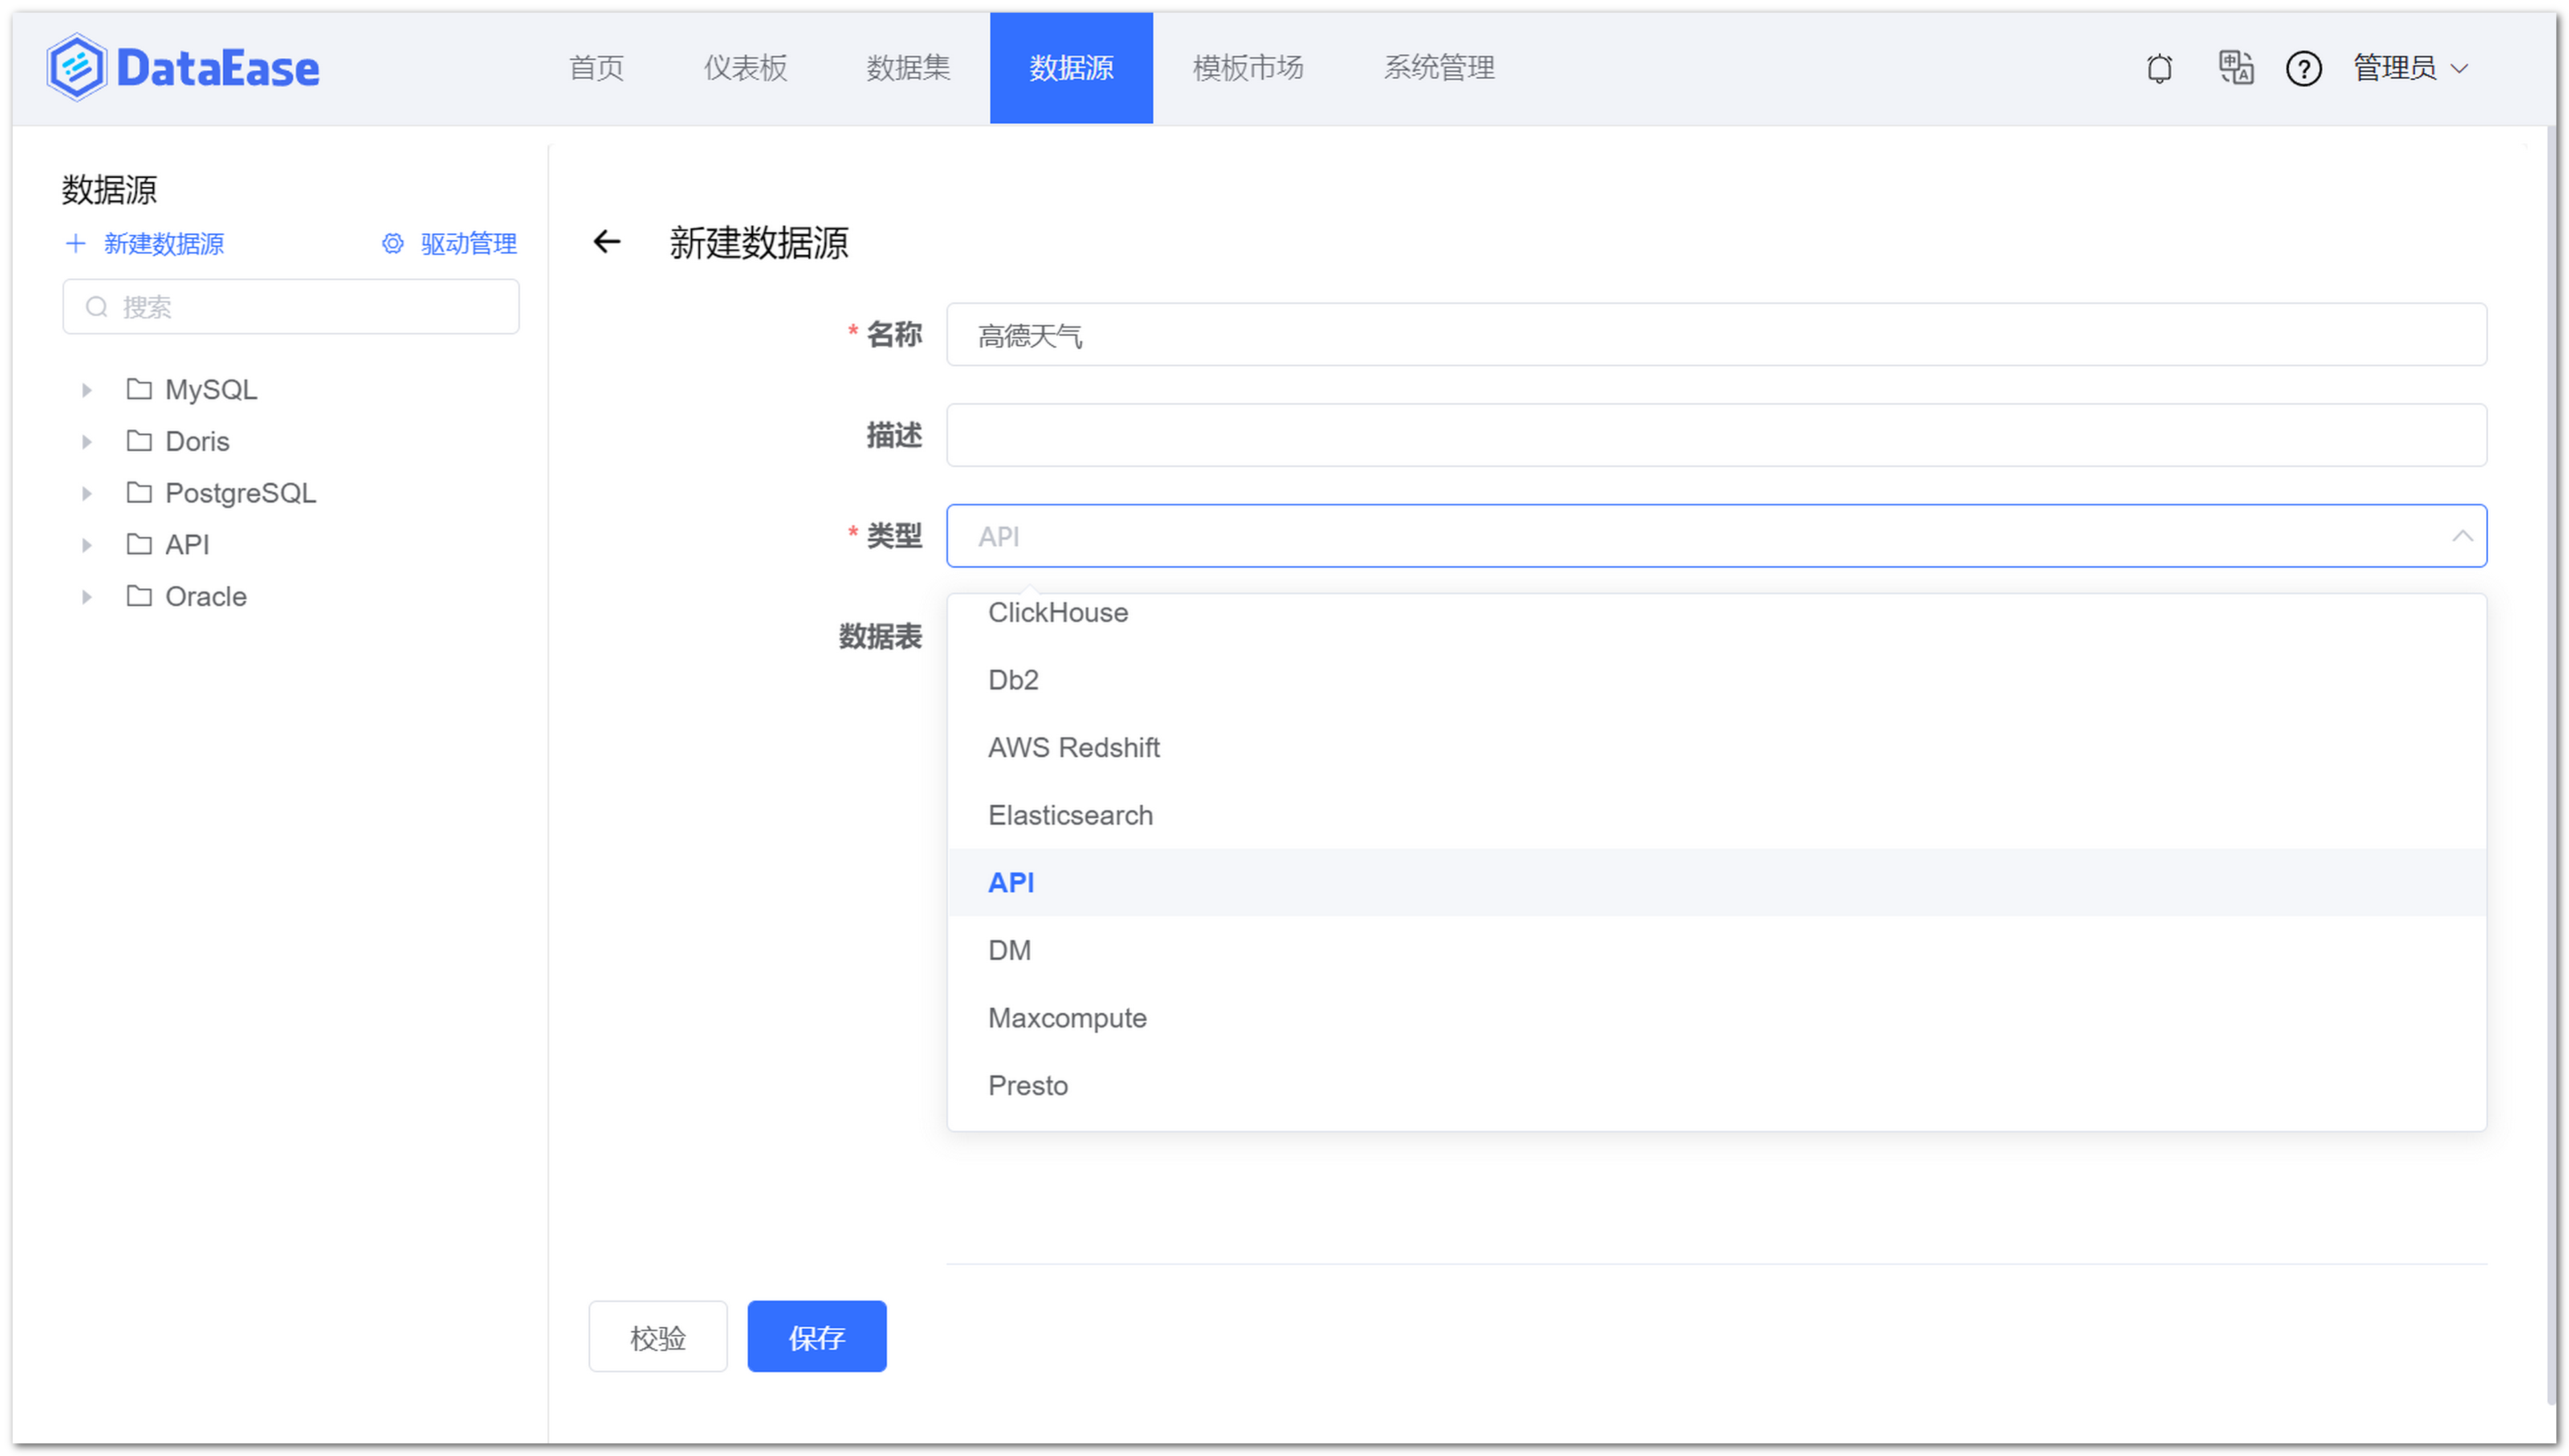 DataEase
首页 仪表板 数据集 数据源 模板市场 系统管理 管理员
数据源
新建数据源 驱动管理
搜索
MySQL
Doris
PostgreSQL
API
Oracle
新建数据源
* 名称 高德天气
描述
* 类型 API
数据表
ClickHouse
Db2
AWS Redshift
Elasticsearch
API
DM
Maxcompute
Presto
校验 保存